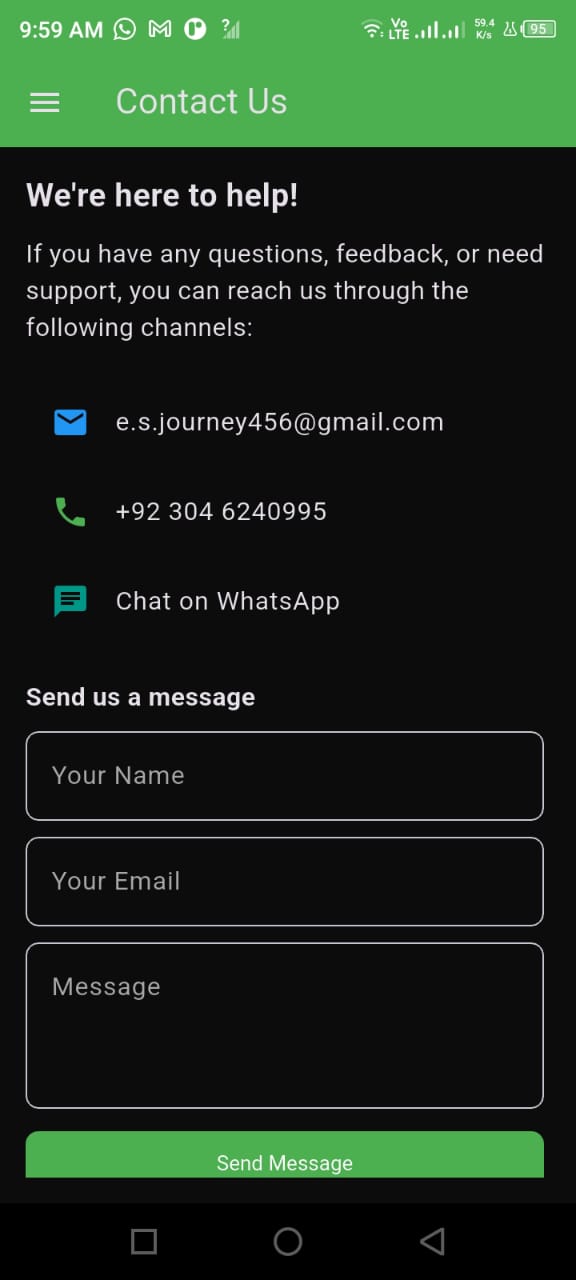 9:59 AM
?
Vo
LTE
59.4
K/s
95
Contact Us
We're here to help!
If you have any questions, feedback, or need
support, you can reach us through the
following channels:
e.s.journey456@gmail.com
+92 304 6240995
Chat on WhatsApp
Send us a message
Your Name
Your Email
Message
Send Message